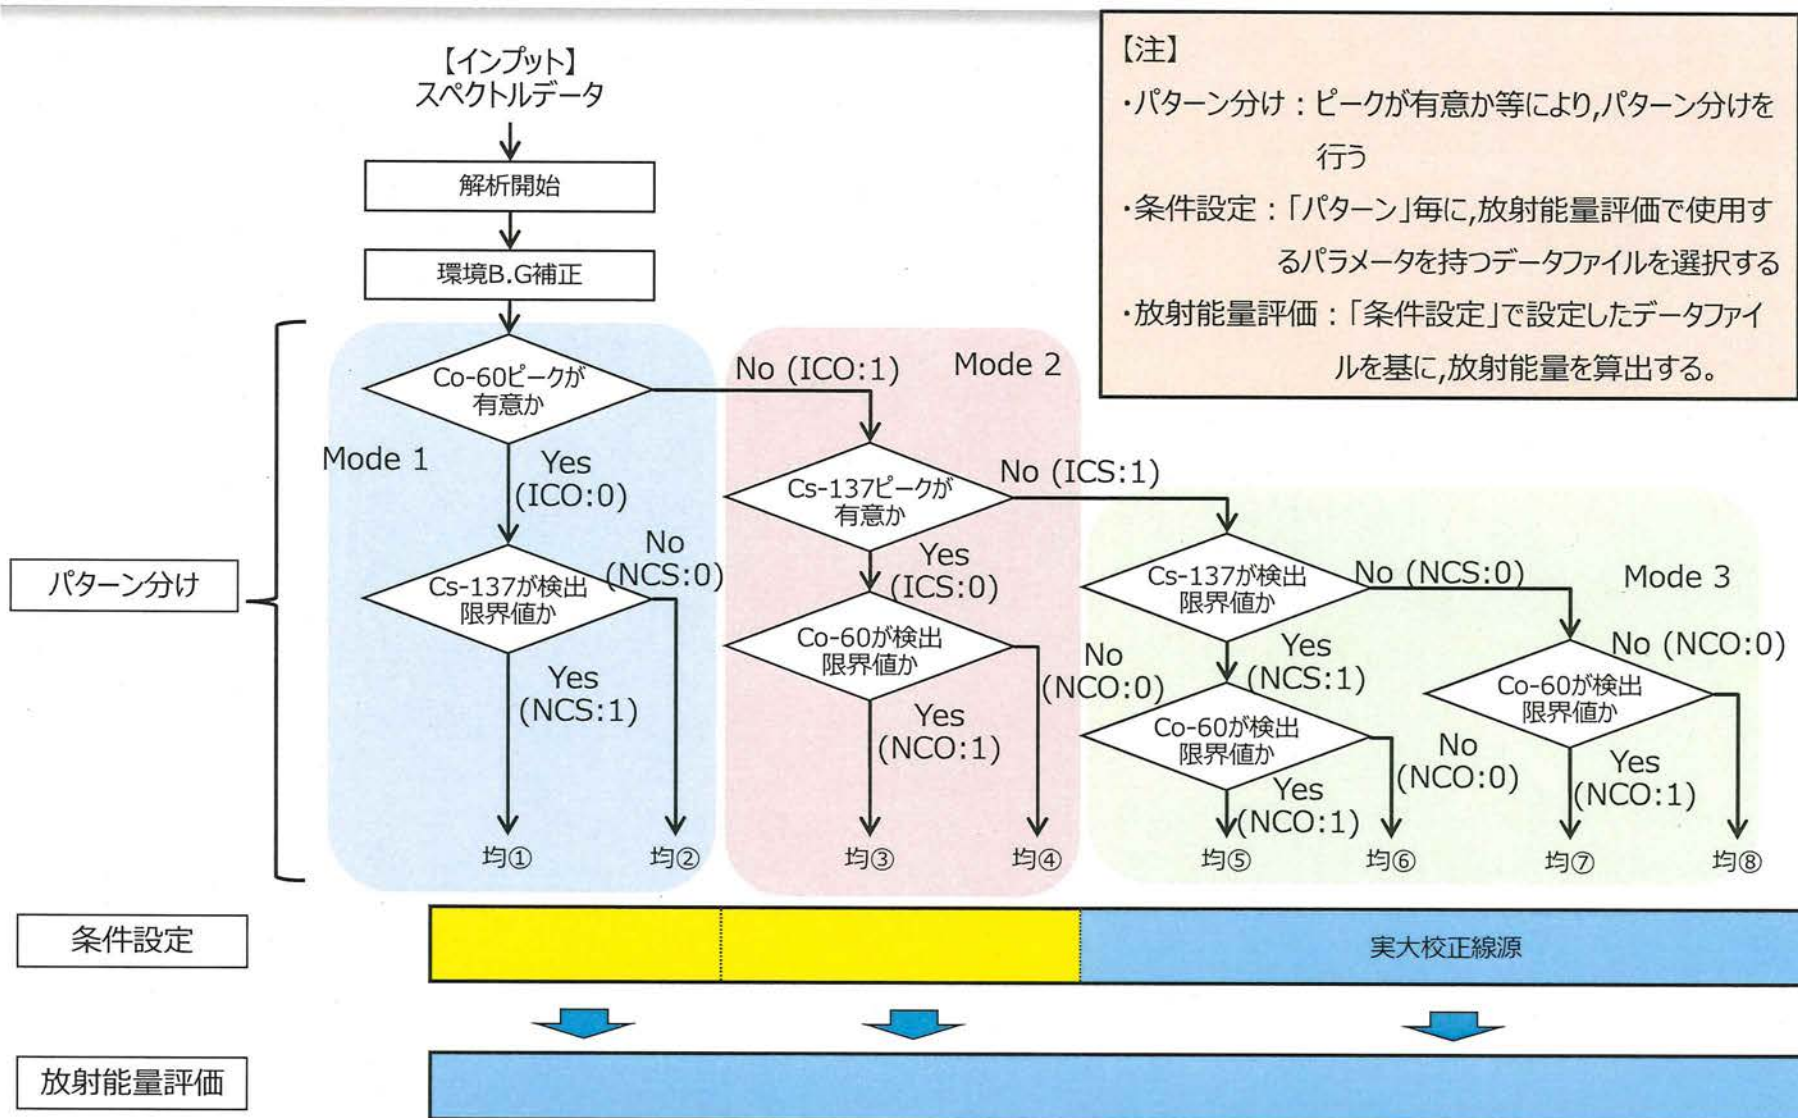 【インプット】
スペクトルデータ
解析開始
環境B.G補正
【注】
・パターン分け：ピークが有意か等により,パターン分けを
行う
・条件設定：「パターン」毎に,放射能量評価で使用す
るパラメータを持つデータファイルを選択する
・放射能量評価：「条件設定」で設定したデータファイ
ルを基に,放射能量を算出する。
パターン分け
Mode 1
Co-60ピークが
有意か
Yes
(ICO:0)
No (ICO:1)
Cs-137が検出
限界値か
No
(NCS:0)
Yes
(NCS:1)
均①
均②
Mode 2
Cs-137ピークが
有意か
No (ICS:1)
Yes
(ICS:0)
Co-60が検出
限界値か
No
(NCO:0)
Yes
(NCO:1)
均③
均④
Mode 3
Cs-137が検出
限界値か
No (NCS:0)
Yes
(NCS:1)
Co-60が検出
限界値か
No
(NCO:0)
Yes
(NCO:1)
Co-60が検出
限界値か
No (NCO:0)
Yes
(NCO:1)
均⑤
均⑥
均⑦
均⑧
条件設定
実大校正線源
放射能量評価